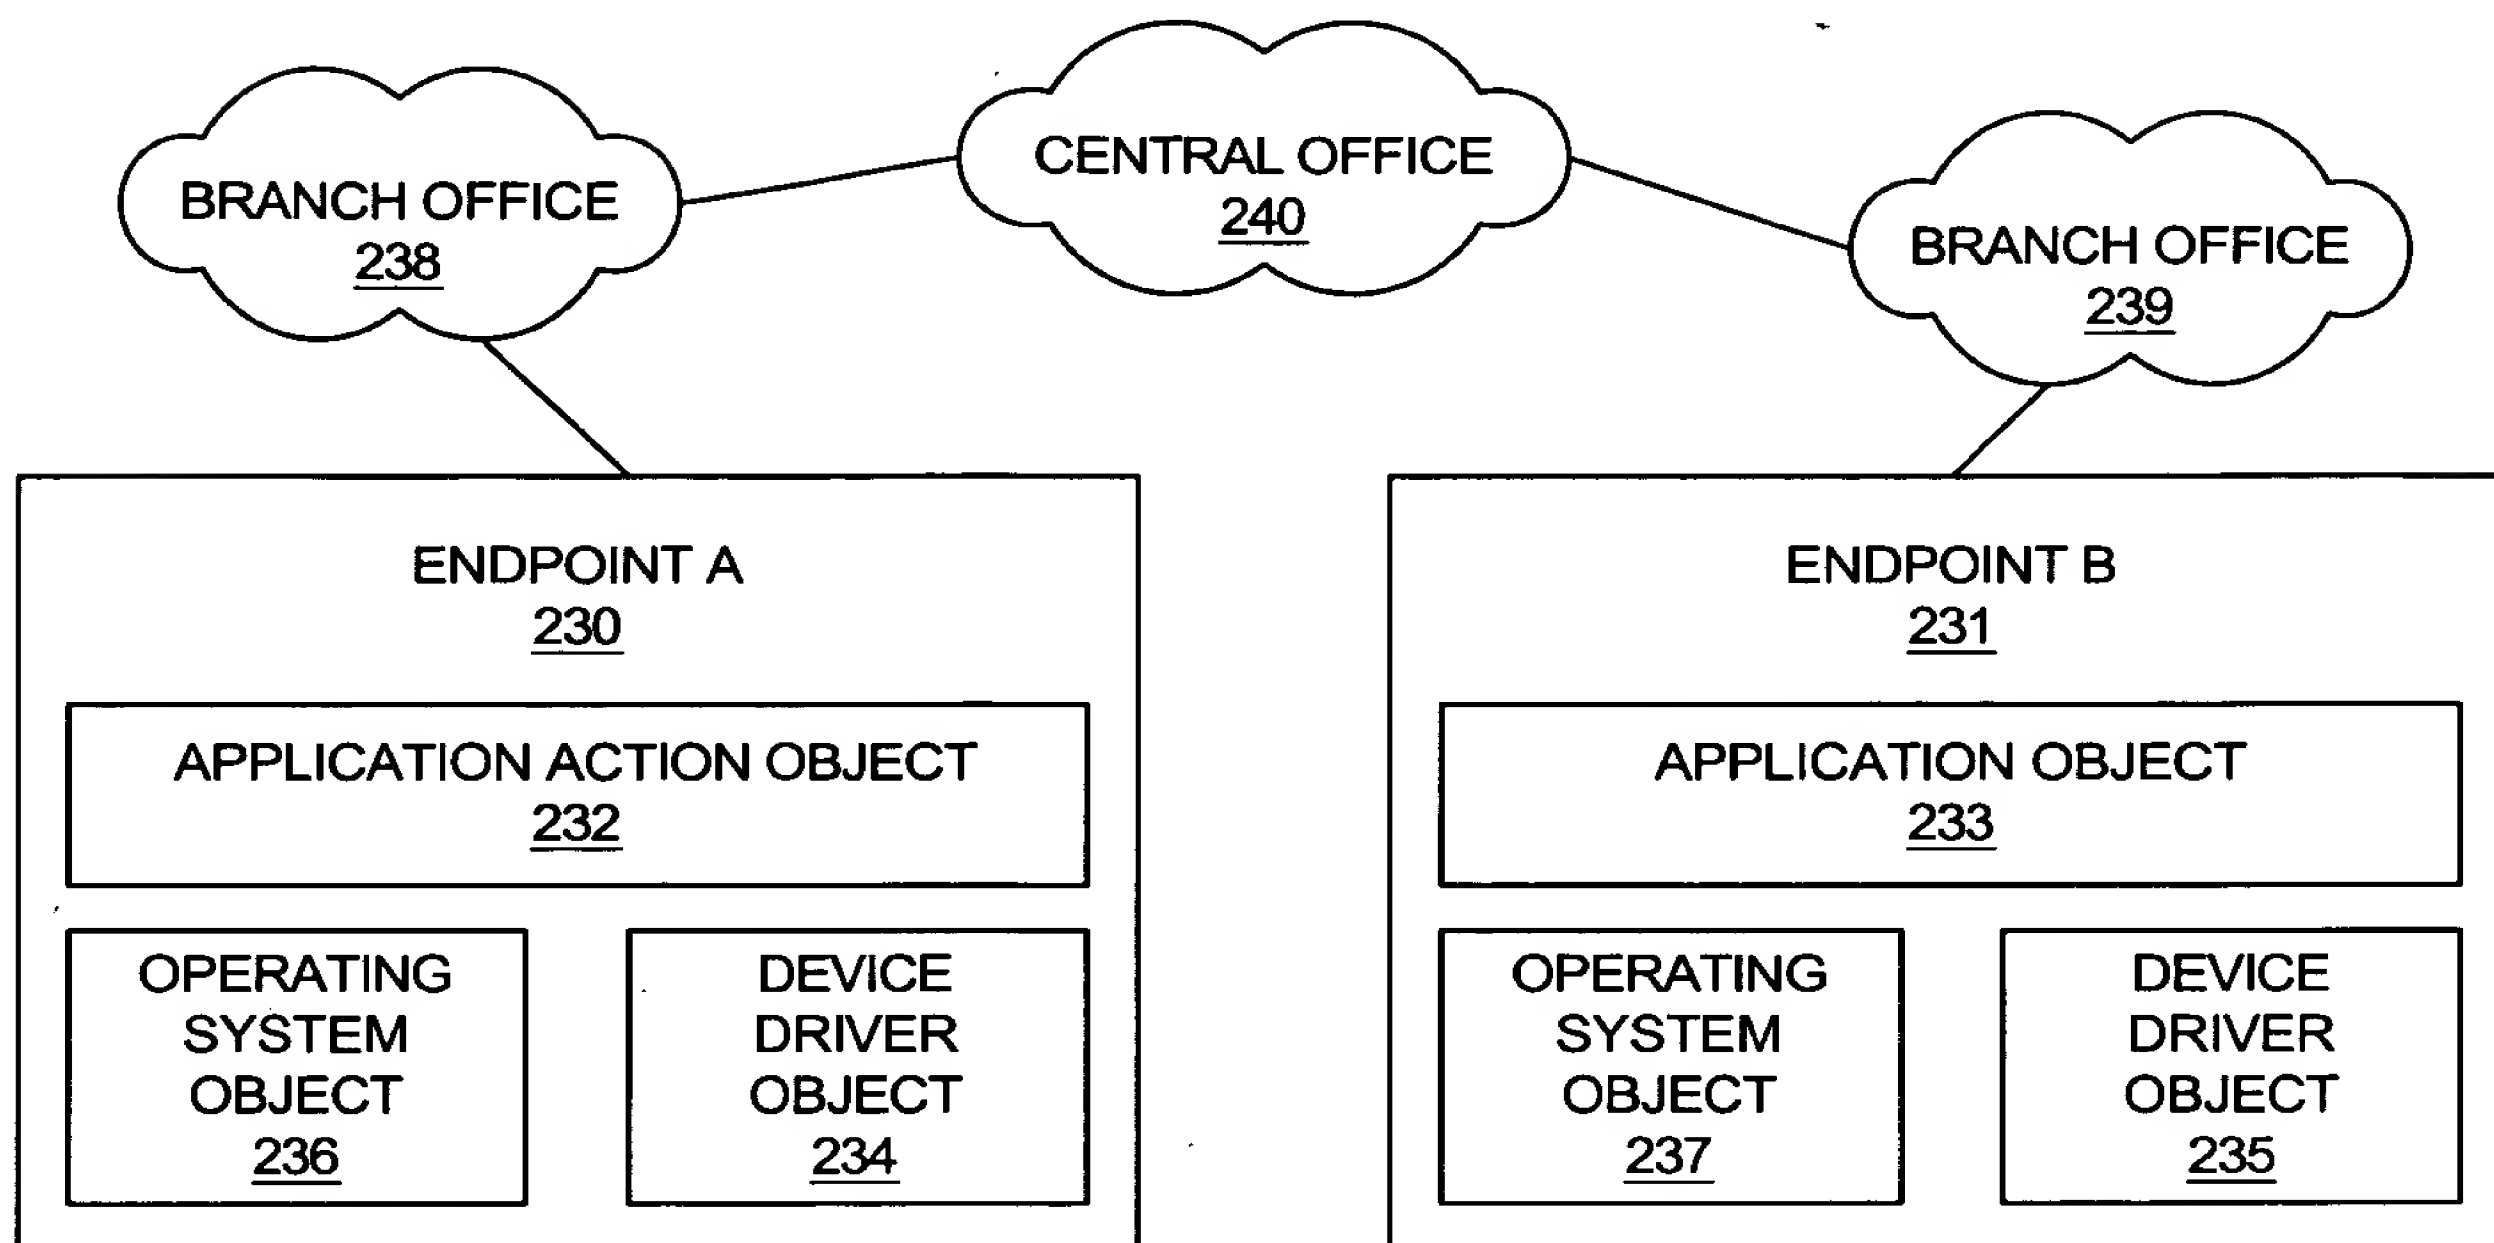 CENTRAL OFFICE
240
BRANCH OFFICE
238
BRANCH OFFICE
239
ENDPOINT A
230
APPLICATION ACTION OBJECT
232
OPERATING
SYSTEM
OBJECT
236
DEVICE
DRIVER
OBJECT
234
ENDPOINT B
231
APPLICATION OBJECT
233
OPERATING
SYSTEM
OBJECT
237
DEVICE
DRIVER
OBJECT
235